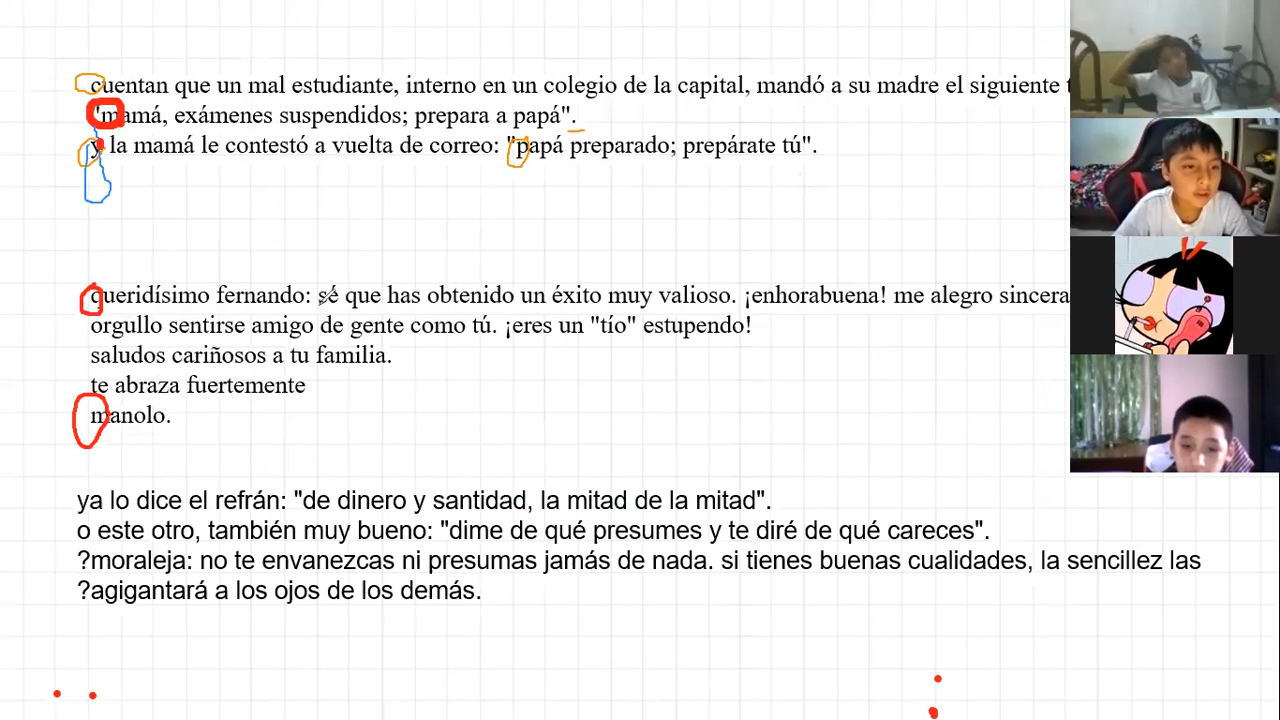 cuentan que un mal estudiante, interno en un colegio de la capital, mandó a su madre el siguiente
"mamá, exámenes suspendidos; prepara a papá".
y la mamá le contestó a vuelta de correo: "papá preparado; prepárate tú".
queridísimo fernando: sé que has obtenido un éxito muy valioso. ¡enhorabuena! me alegro sincera
orgullo sentirse amigo de gente como tú. ¡eres un "tío" estupendo!
saludos cariñosos a tu familia.
te abraza fuertemente
manolo.
ya lo dice el refrán: "de dinero y santidad, la mitad de la mitad".
o este otro, también muy bueno: "dime de qué presumes y te diré de qué careces".
?moraleja: no te envanezcas ni presumas jamás de nada. si tienes buenas cualidades, la sencillez las
?agigantará a los ojos de los demás.